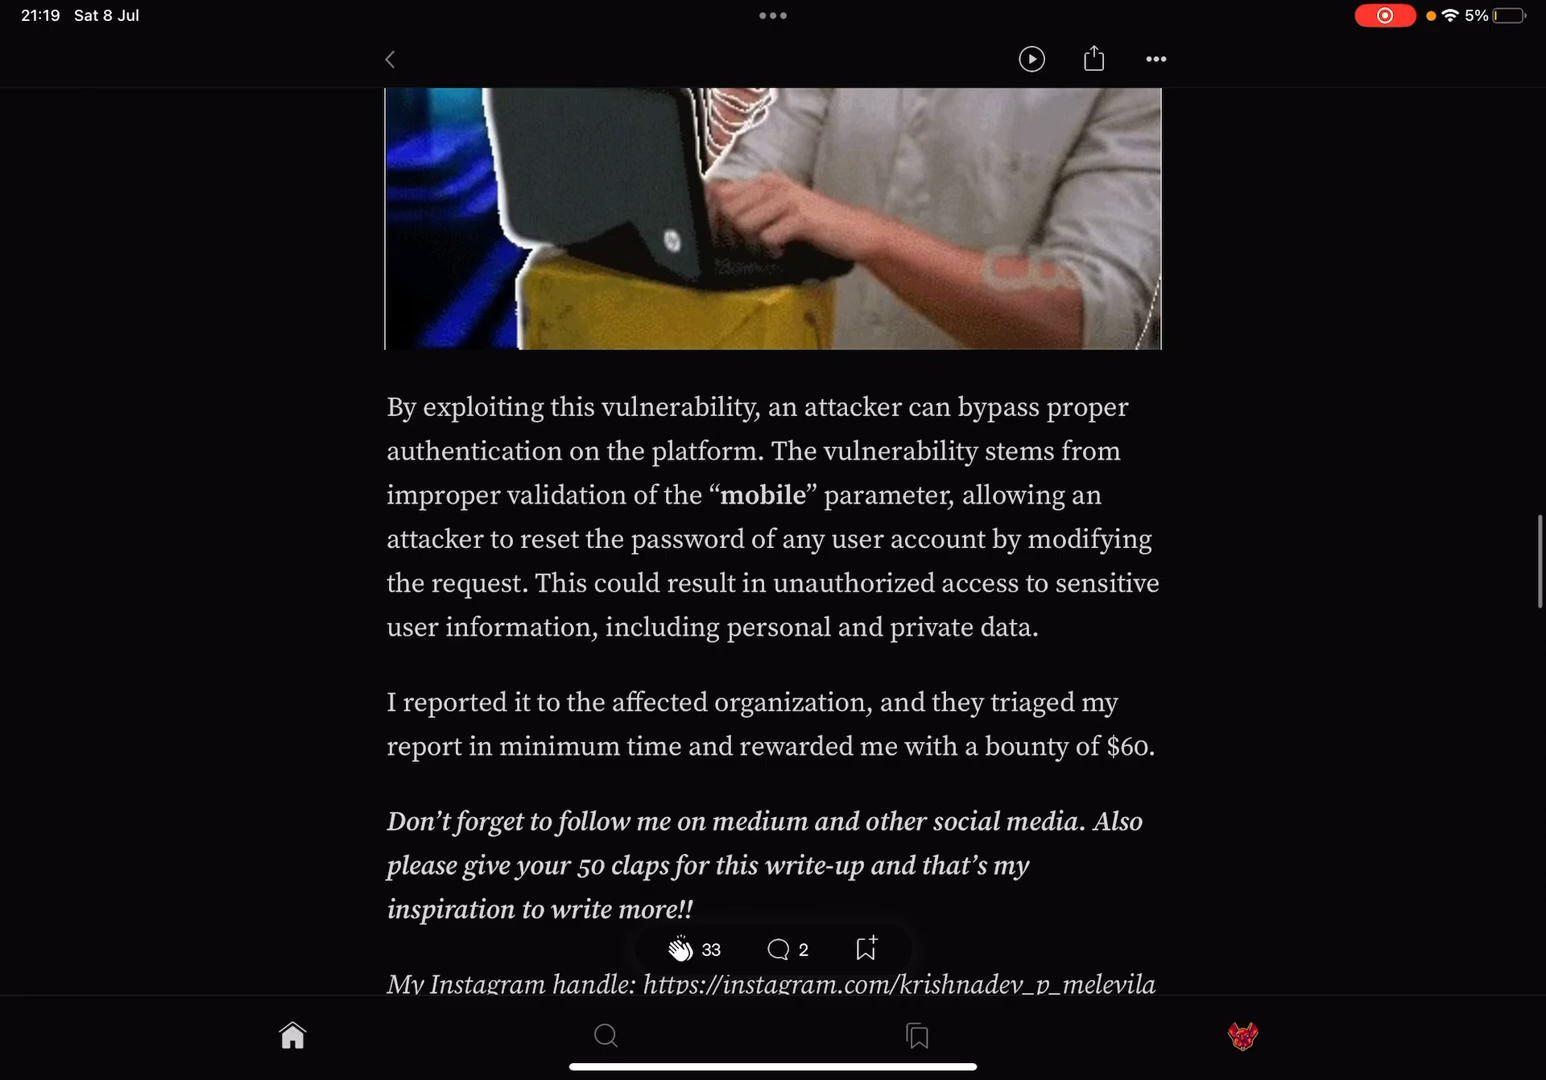 21:19 Sat 8 Jul
5%
By exploiting this vulnerability, an attacker can bypass proper
authentication on the platform. The vulnerability stems from
improper validation of the “mobile” parameter, allowing an
attacker to reset the password of any user account by modifying
the request. This could result in unauthorized access to sensitive
user information, including personal and private data.
I reported it to the affected organization, and they triaged my
report in minimum time and rewarded me with a bounty of $60.
Don’t forget to follow me on medium and other social media. Also
please give your 50 claps for this write-up and that’s my
inspiration to write more!!
33 2
My Instagram handle: https://instagram.com/krishnadev_p_melevila